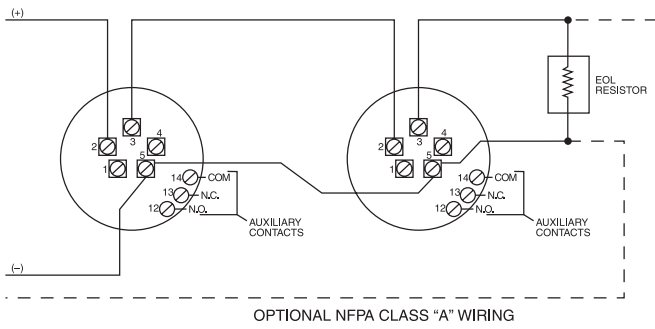 (+)
EOL
RESISTOR
2
3
4
1
5
14 COM
13 N.C.
12 N.O.
AUXILIARY
CONTACTS
2
3
4
1
5
14 COM
13 N.C.
12 N.O.
AUXILIARY
CONTACTS
(–)
OPTIONAL NFPA CLASS “A” WIRING